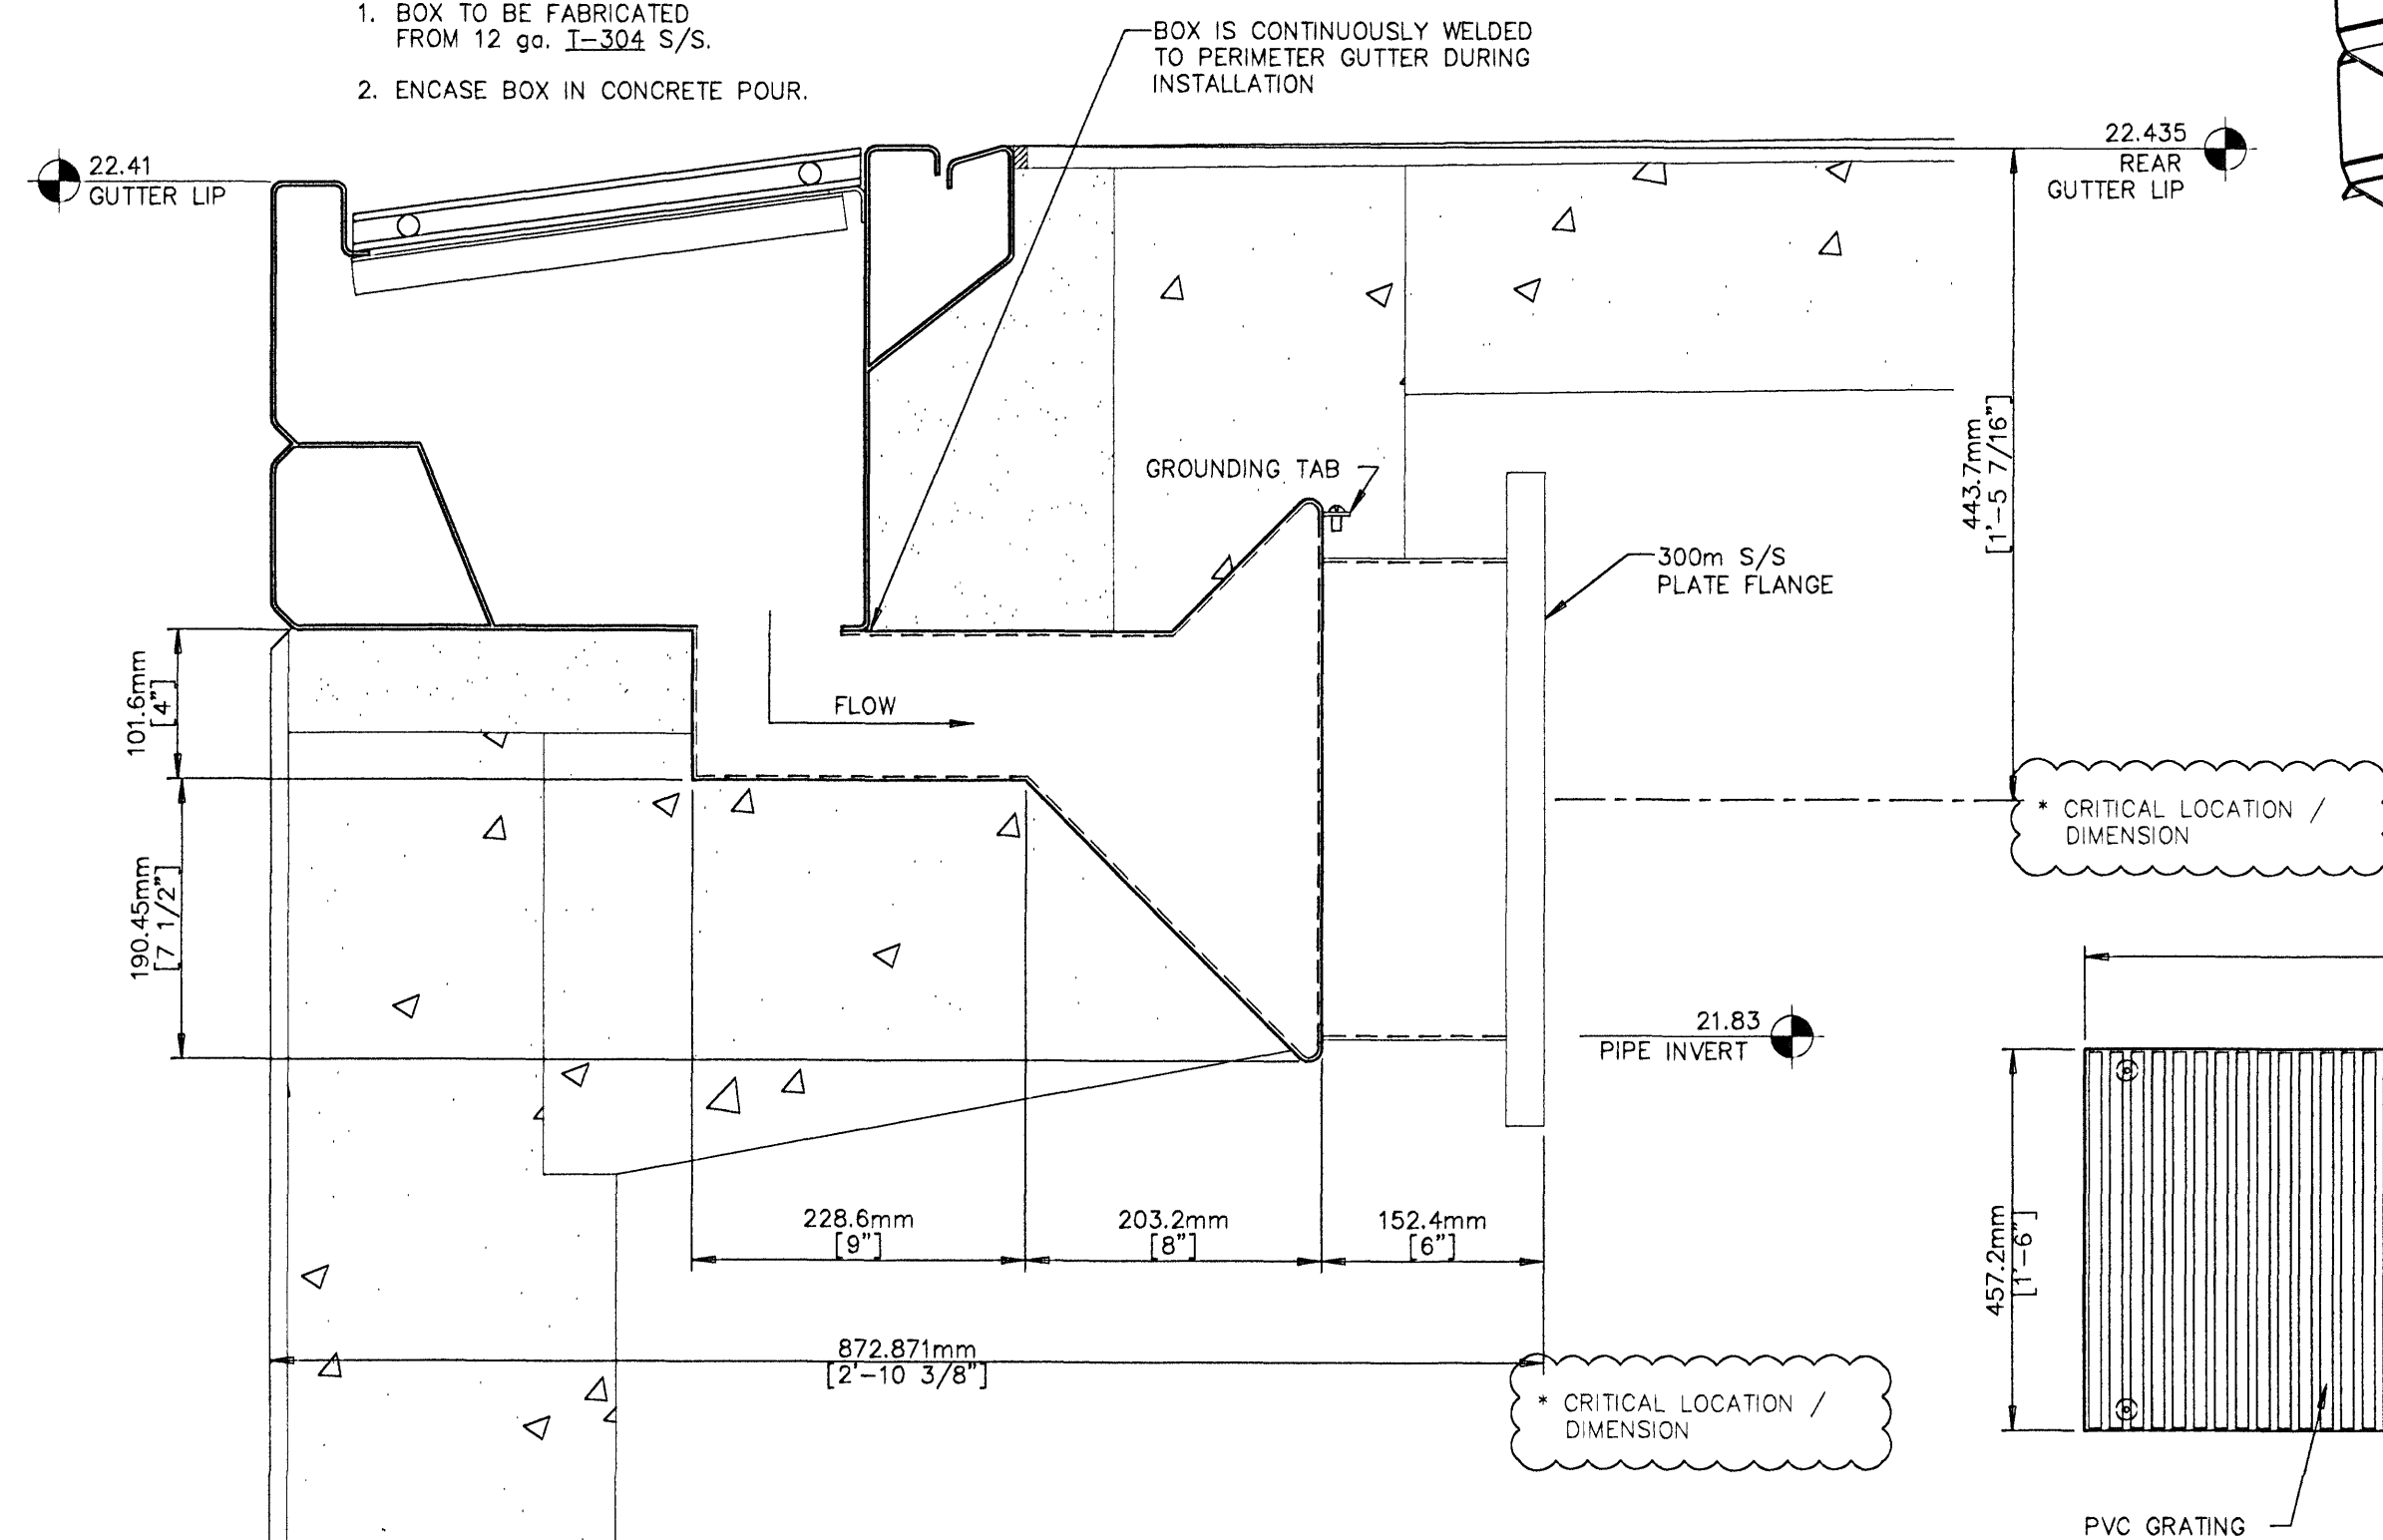 1. BOX TO BE FABRICATED
FROM 12 ga. T-304 S/S.
2. ENCASE BOX IN CONCRETE POUR.
BOX IS CONTINUOUSLY WELDED
TO PERIMETER GUTTER DURING
INSTALLATION
22.41
GUTTER LIP
22.435
REAR
GUTTER LIP
GROUNDING TAB
443.7mm
[1'-5 7/16"]
300m S/S
PLATE FLANGE
101.6mm
[4"]
FLOW
* CRITICAL LOCATION /
DIMENSION
190.45mm
[7 1/2"]
21.83
PIPE INVERT
228.6mm
[9"]
203.2mm
[8"]
152.4mm
[6"]
457.2mm
[1'-6"]
872.871mm
[2'-10 3/8"]
* CRITICAL LOCATION /
DIMENSION
PVC GRATING